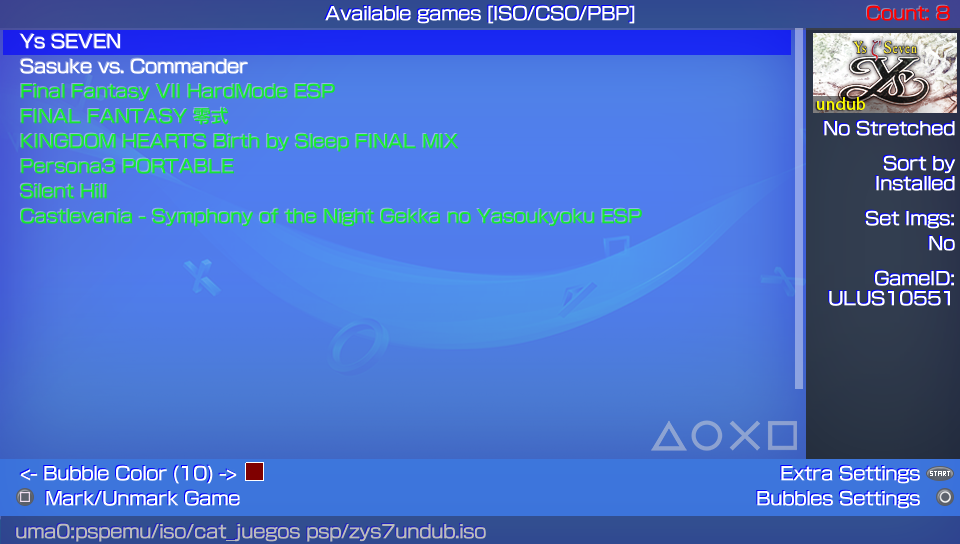 Available games [ISO/CSO/PBP]
Count: 8
Ys SEVEN
Sasuke vs. Commander
Final Fantasy VII HardMode ESP
FINAL FANTASY 零式
KINGDOM HEARTS Birth by Sleep FINAL MIX
Persona3 PORTABLE
Silent Hill
Castlevania - Symphony of the Night Gekka no Yasoukyoku ESP
Ys Seven
Ys
undub
No Stretched
Sort by
Installed
Set Imgs:
No
GameID:
ULUS10551
<- Bubble Color (10) ->
Mark/Unmark Game
Extra Settings START
Bubbles Settings
uma0:pspemu/iso/cat_juegos psp/zys7undub.iso